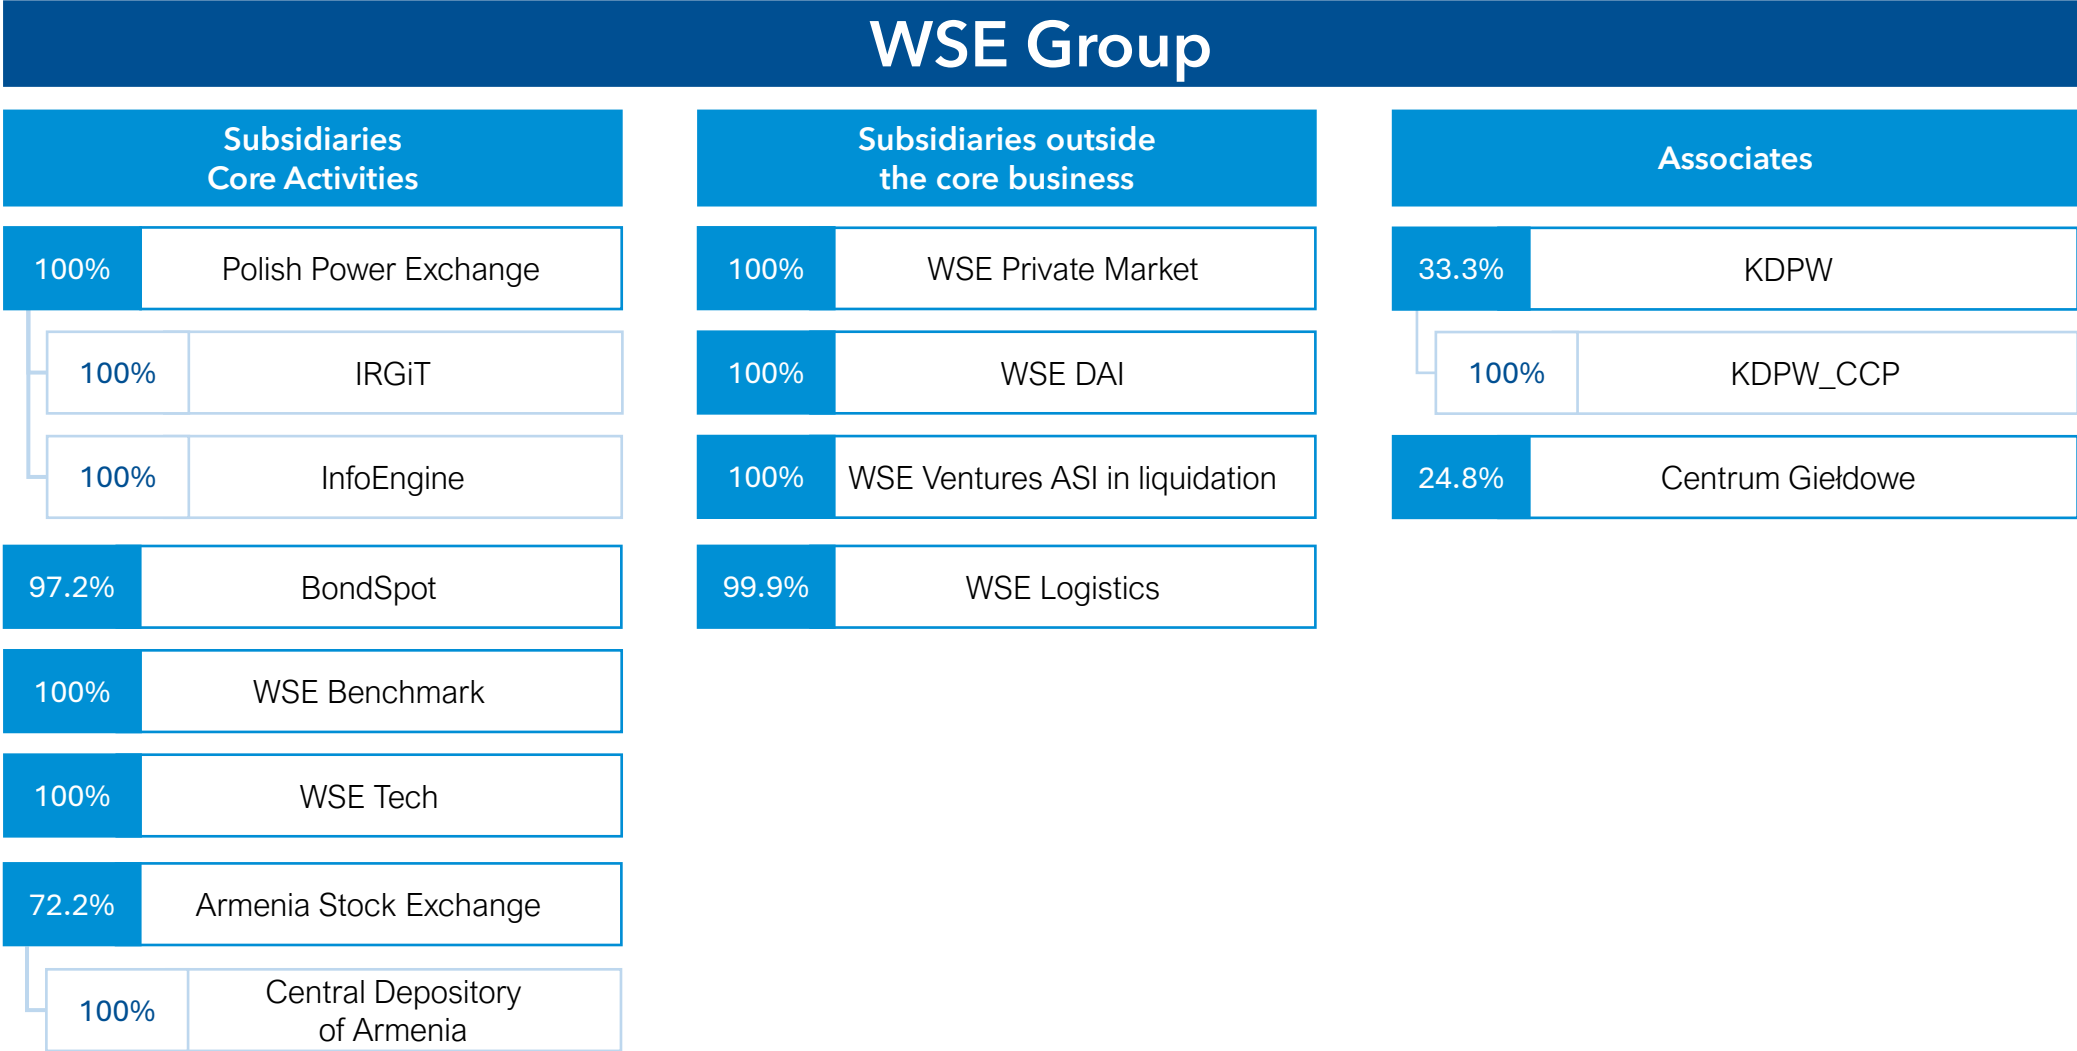 WSE Group
Subsidiaries
Core Activities
100%
Polish Power Exchange
100%
IRGiT
100%
InfoEngine
97.2%
BondSpot
100%
WSE Benchmark
100%
WSE Tech
72.2%
Armenia Stock Exchange
100%
Central Depository
of Armenia
Subsidiaries outside
the core business
100%
WSE Private Market
100%
WSE DAI
100%
WSE Ventures ASI in liquidation
99.9%
WSE Logistics
Associates
33.3%
KDPW
100%
KDPW_CCP
24.8%
Centrum Giełdowe